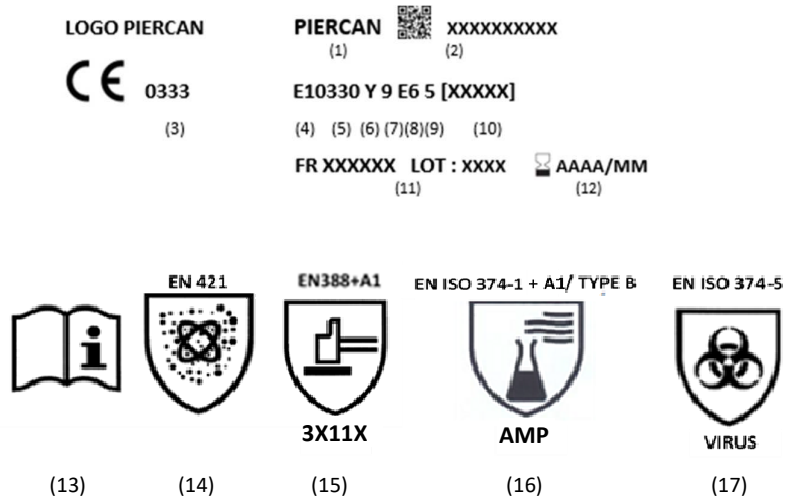 LOGO PIERCAN PIERCAN XXXXXXXXXX
(1) (2)
CE 0333 E10330 Y 9 E6 5 [XXXXX]
(3) (4) (5) (6) (7)(8)(9) (10)
FR XXXXXX LOT : XXXX AAAA/MM
(11) (12)
EN 421 EN388+A1 EN ISO 374-1 + A1/ TYPE B EN ISO 374-5
i
3X11X AMP VIRUS
(13) (14) (15) (16) (17)